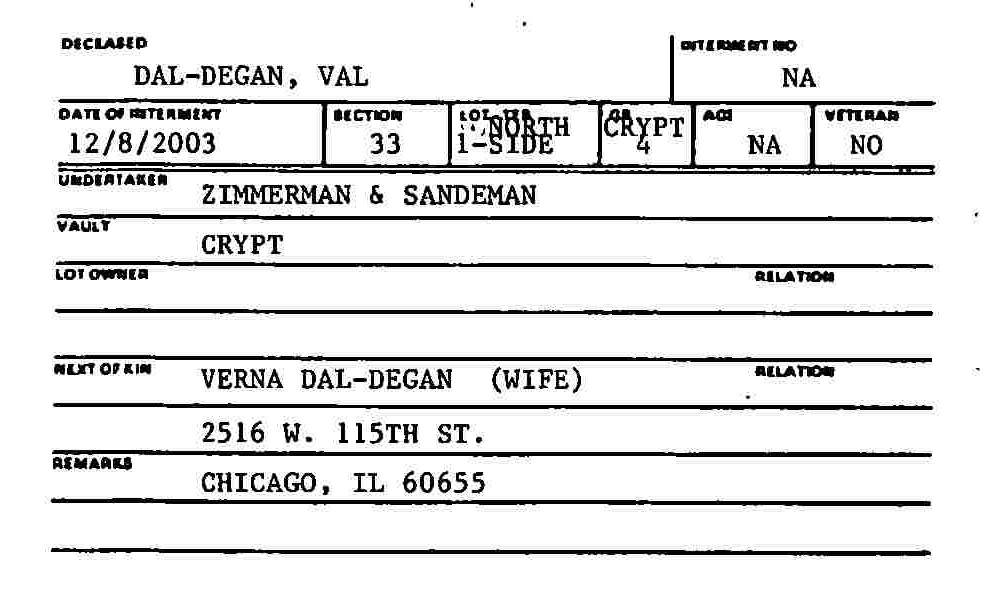 DECEASED INTERMENT NO
DAL-DEGAN, VAL NA
DATE OF INTERMENT SECTION LOT GR AGE VETERAN
NORTH CRYPT
12/8/2003 33 1-SIDE 4 NA NO
UNDERTAKER ZIMMERMAN & SANDEMAN
VAULT CRYPT
LOT OWNER RELATION
NEXT OF KIN VERNA DAL-DEGAN (WIFE) RELATION
2516 W. 115TH ST.
REMARKS CHICAGO, IL 60655